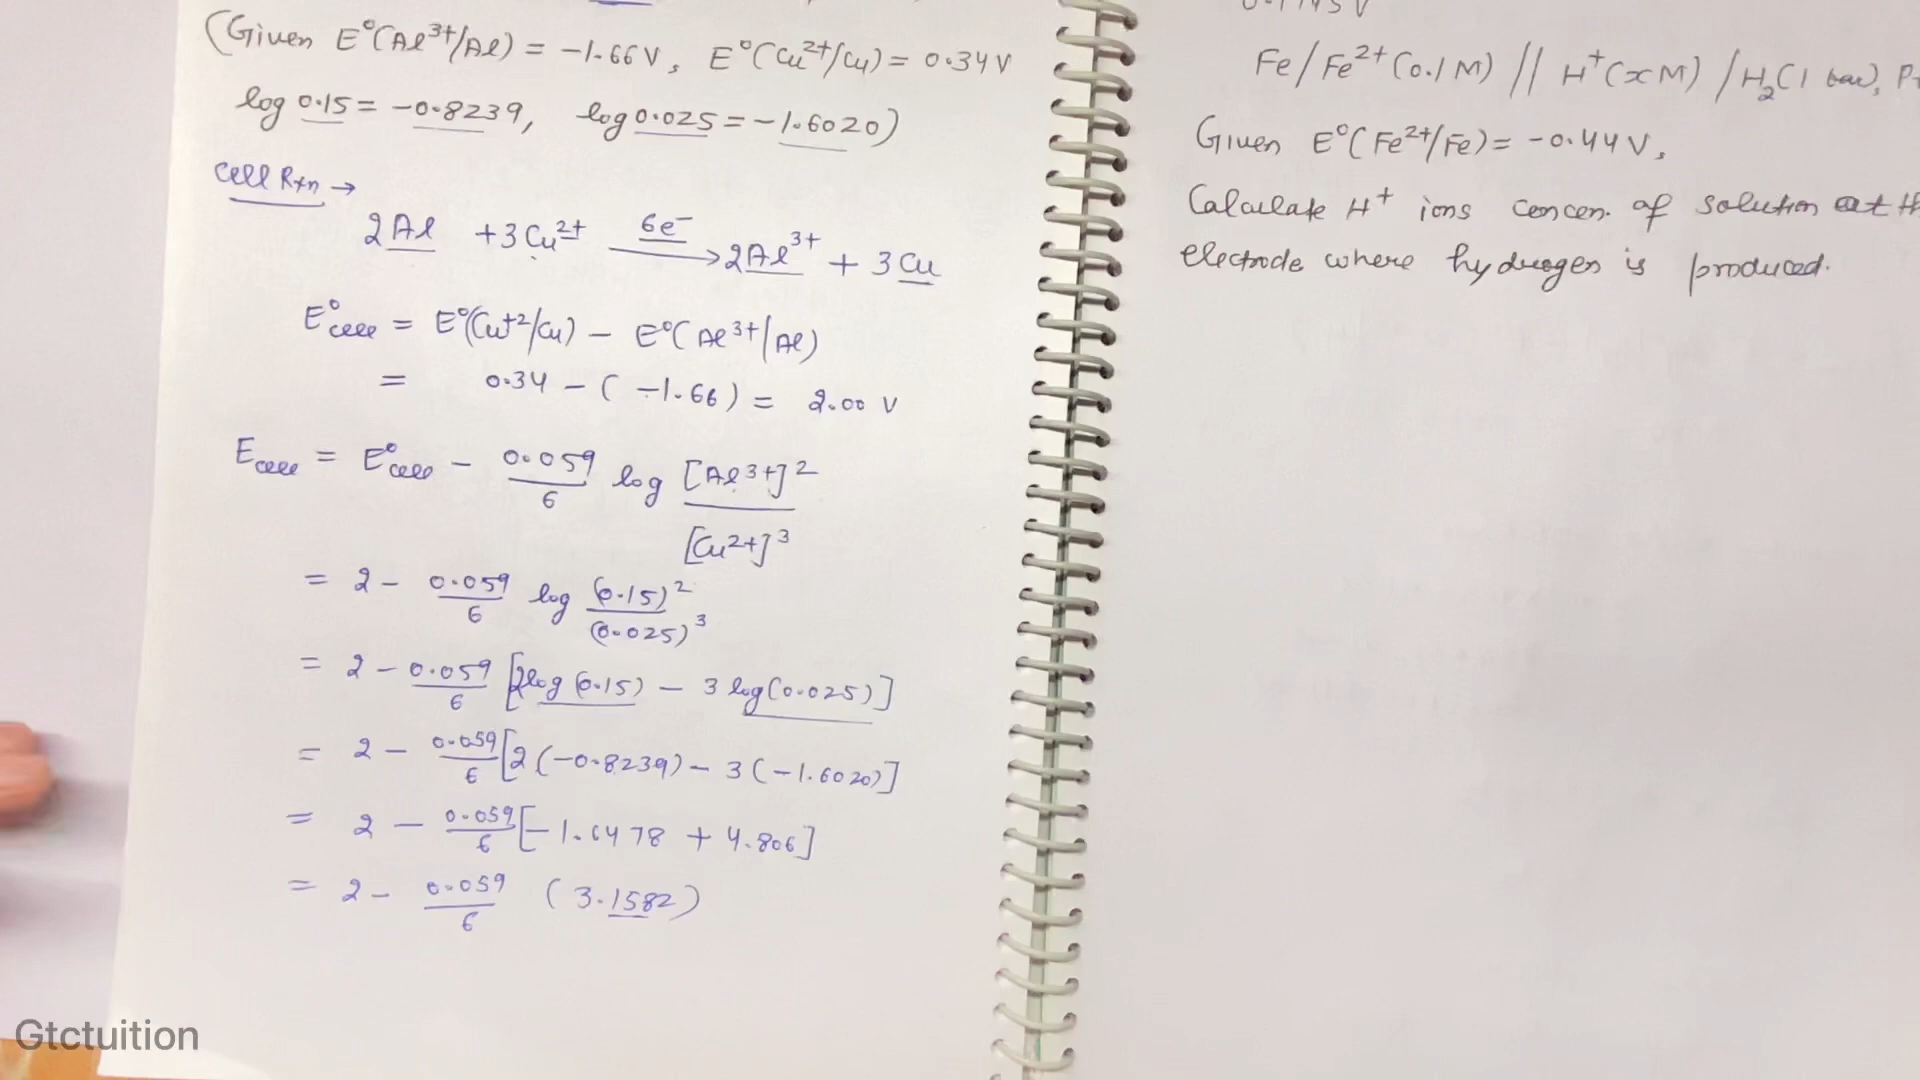 (Given E°(Al³⁺/Al) = -1.66V, E°(Cu²⁺/Cu) = 0.34V
log 0.15 = -0.8239, log 0.025 = -1.6020)
Cell Rxn →
2Al + 3Cu²⁺ 6e⁻ → 2Al³⁺ + 3Cu
E°cell = E°(Cu⁺²/Cu) - E°(Al³⁺/Al)
= 0.34 - (-1.66) = 2.00 V
Ecell = E°cell - 0.059/6 log [Al³⁺]²/[Cu²⁺]³
= 2 - 0.059/6 log (0.15)²/(0.025)³
= 2 - 0.059/6 [2log (0.15) - 3 log(0.025)]
= 2 - 0.059/6 [2(-0.8239) - 3(-1.6020)]
= 2 - 0.059/6 [-1.6478 + 4.806]
= 2 - 0.059/6 (3.1582)
Fe/Fe²⁺(0.1M) // H⁺(xM) /H₂(1 bar),
Given E°(Fe²⁺/Fe) = -0.44V,
Calculate H⁺ ions concen. of solution at
electrode where hydrogen is produced.
Gtctuition